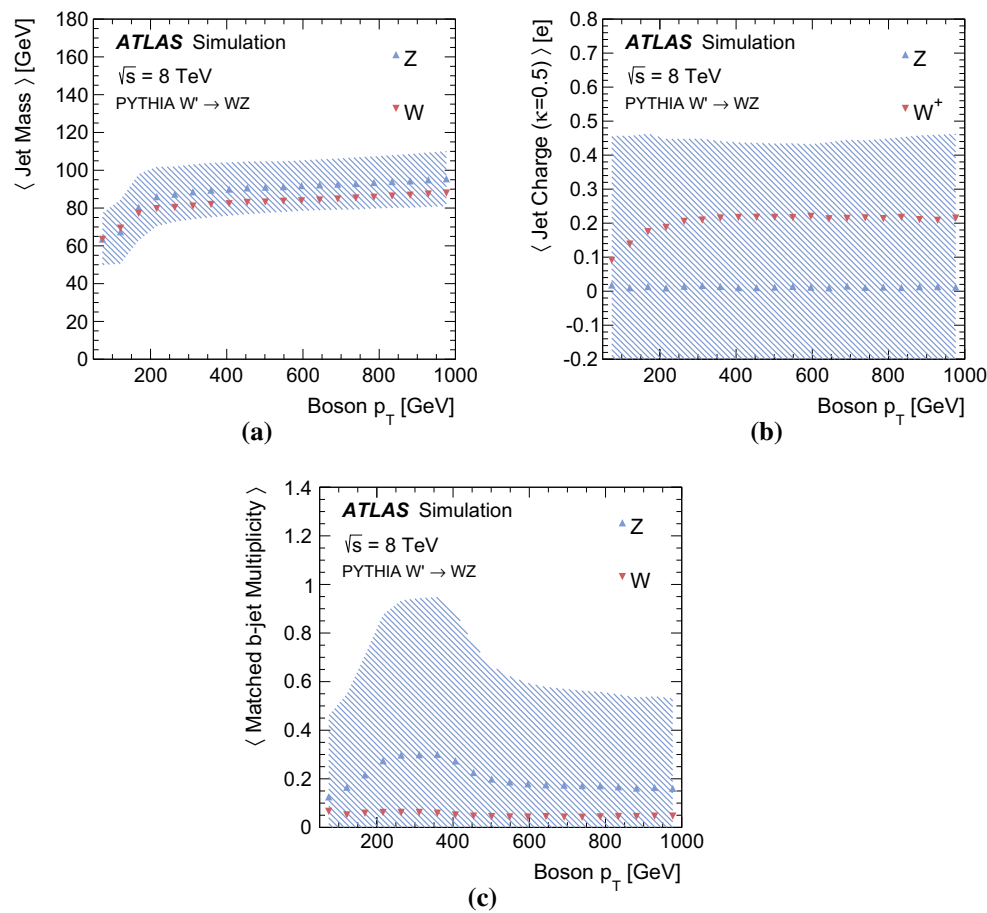 ⟨ Jet Mass ⟩ [GeV]
180
160
140
120
100
80
60
40
20
0
ATLAS Simulation
√s = 8 TeV
PYTHIA W' → WZ
Z
W
200 400 600 800 1000
Boson p_T [GeV]
(a)
⟨ Jet Charge (κ=0.5) ⟩ [e]
0.8
0.7
0.6
0.5
0.4
0.3
0.2
0.1
0
-0.1
-0.2
ATLAS Simulation
√s = 8 TeV
PYTHIA W' → WZ
Z
W⁺
200 400 600 800 1000
Boson p_T [GeV]
(b)
⟨ Matched b-jet Multiplicity ⟩
1.4
1.2
1
0.8
0.6
0.4
0.2
0
ATLAS Simulation
√s = 8 TeV
PYTHIA W' → WZ
Z
W
200 400 600 800 1000
Boson p_T [GeV]
(c)